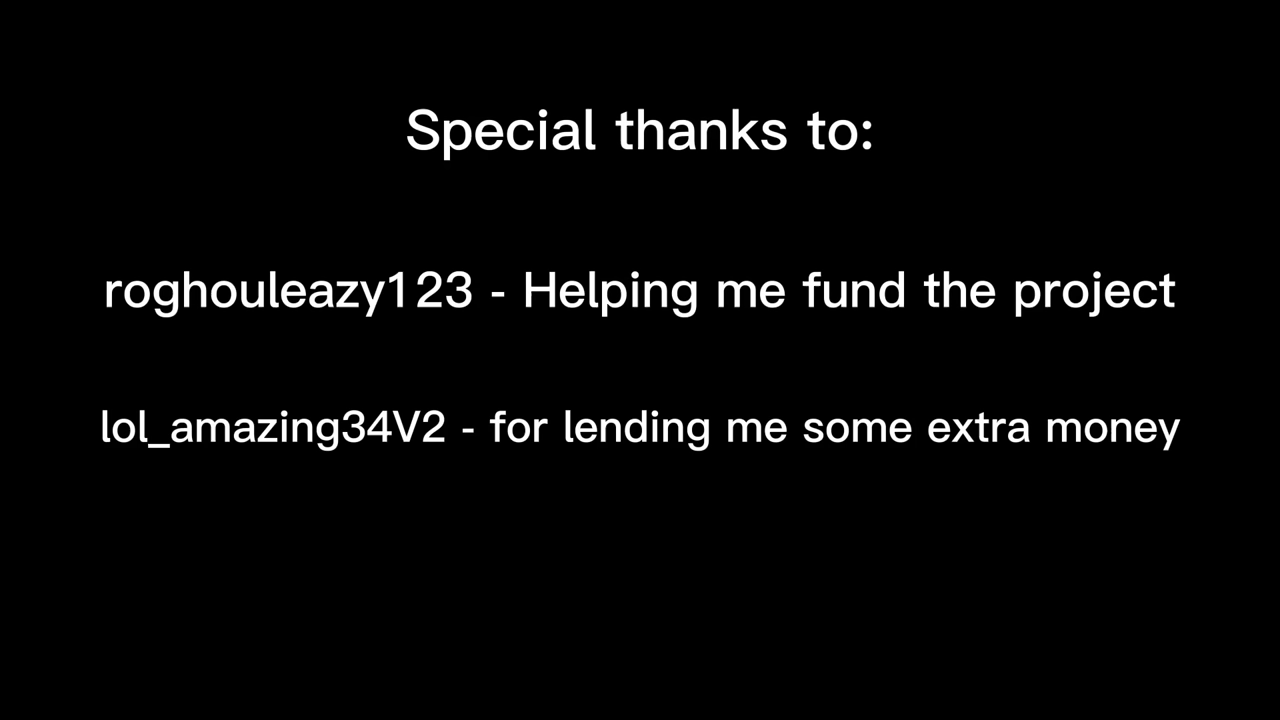 Special thanks to:
roghouleazy123 - Helping me fund the project
lol_amazing34V2 - for lending me some extra money